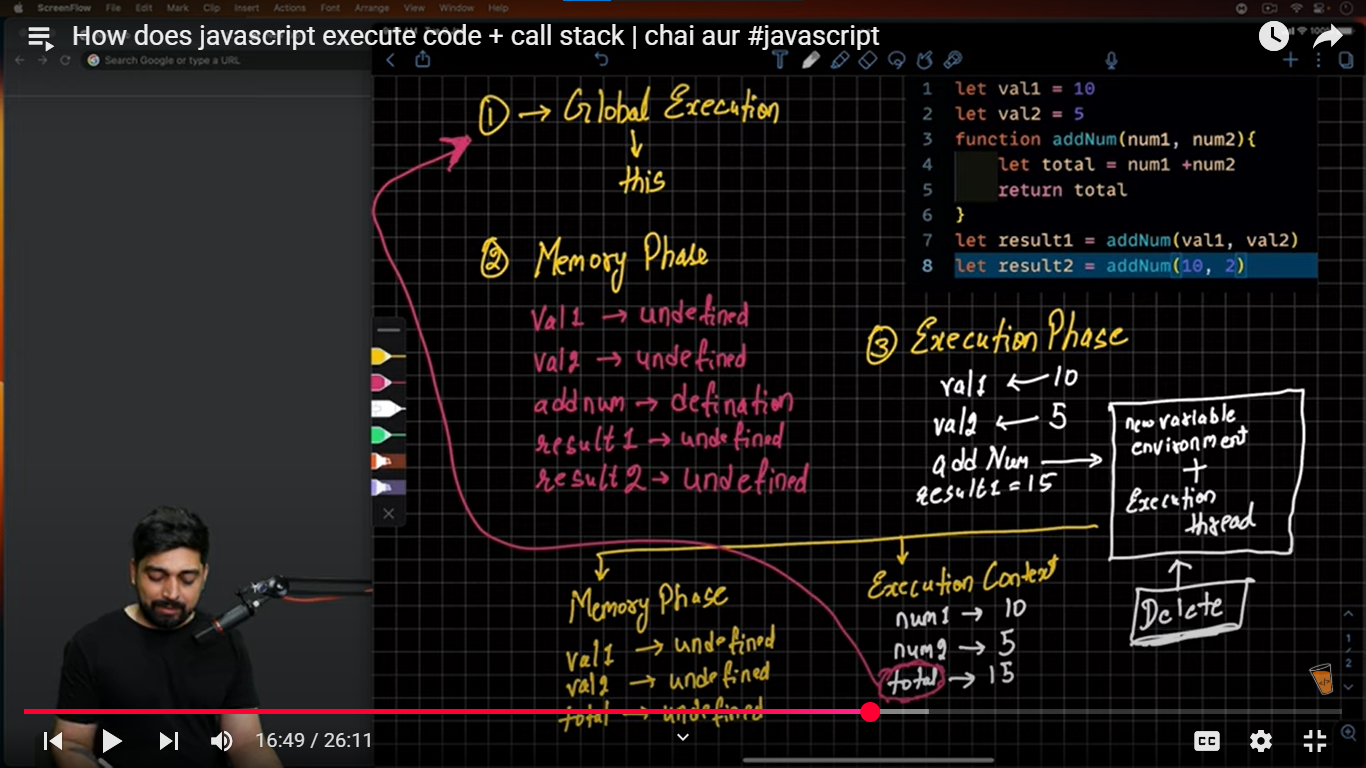 ScreenFlow File Edit Mark Clip Insert Actions Font Arrange View Window Help
How does javascript execute code + call stack | chai aur #javascript
Search Google or type a URL
① → Global Execution
↓
this
② Memory Phase
val1 → undefined
val2 → undefined
addnum → defination
result1 → undefined
result2 → undefined
1 let val1 = 10
2 let val2 = 5
3 function addNum(num1, num2){
4 let total = num1 +num2
5 return total
6 }
7 let result1 = addNum(val1, val2)
8 let result2 = addNum(10, 2)
③ Execution Phase
val1 ← 10
val2 ← 5
add Num →
result1 = 15
new variable
environment
+
Execution
thread
Delete
Memory Phase
val1 → undefined
val2 → undefined
total → undefined
Execution Context
num1 → 10
num2 → 5
total → 15
1
2
16:49 / 26:11
CC